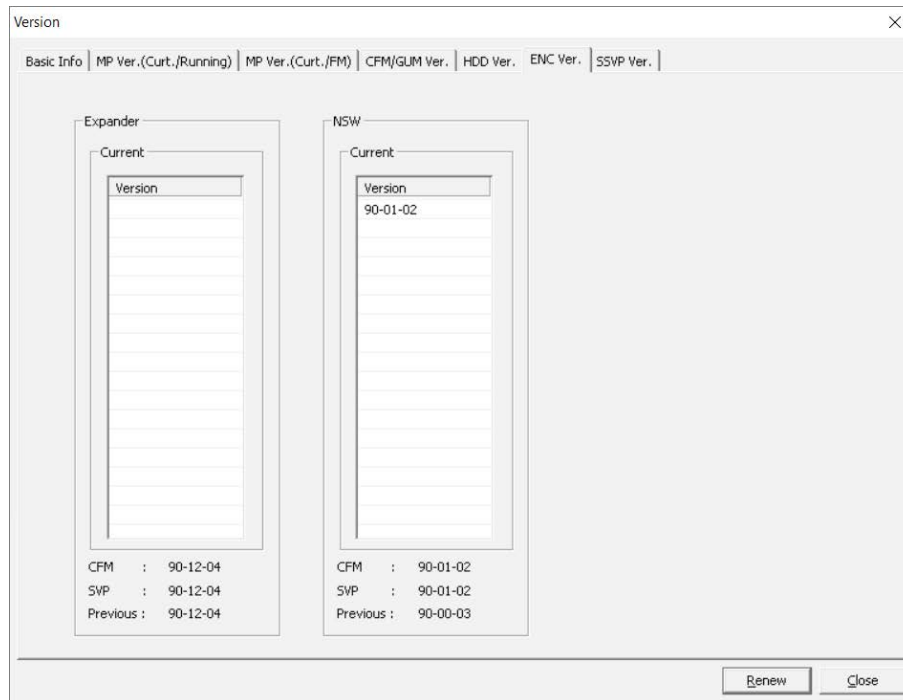 Version
Basic Info MP Ver.(Curt./Running) MP Ver.(Curt./FM) CFM/GUM Ver. HDD Ver. ENC Ver. SSVP Ver.
Expander
Current
Version
CFM : 90-12-04
SVP : 90-12-04
Previous : 90-12-04
NSW
Current
Version
90-01-02
CFM : 90-01-02
SVP : 90-01-02
Previous : 90-00-03
Renew Close